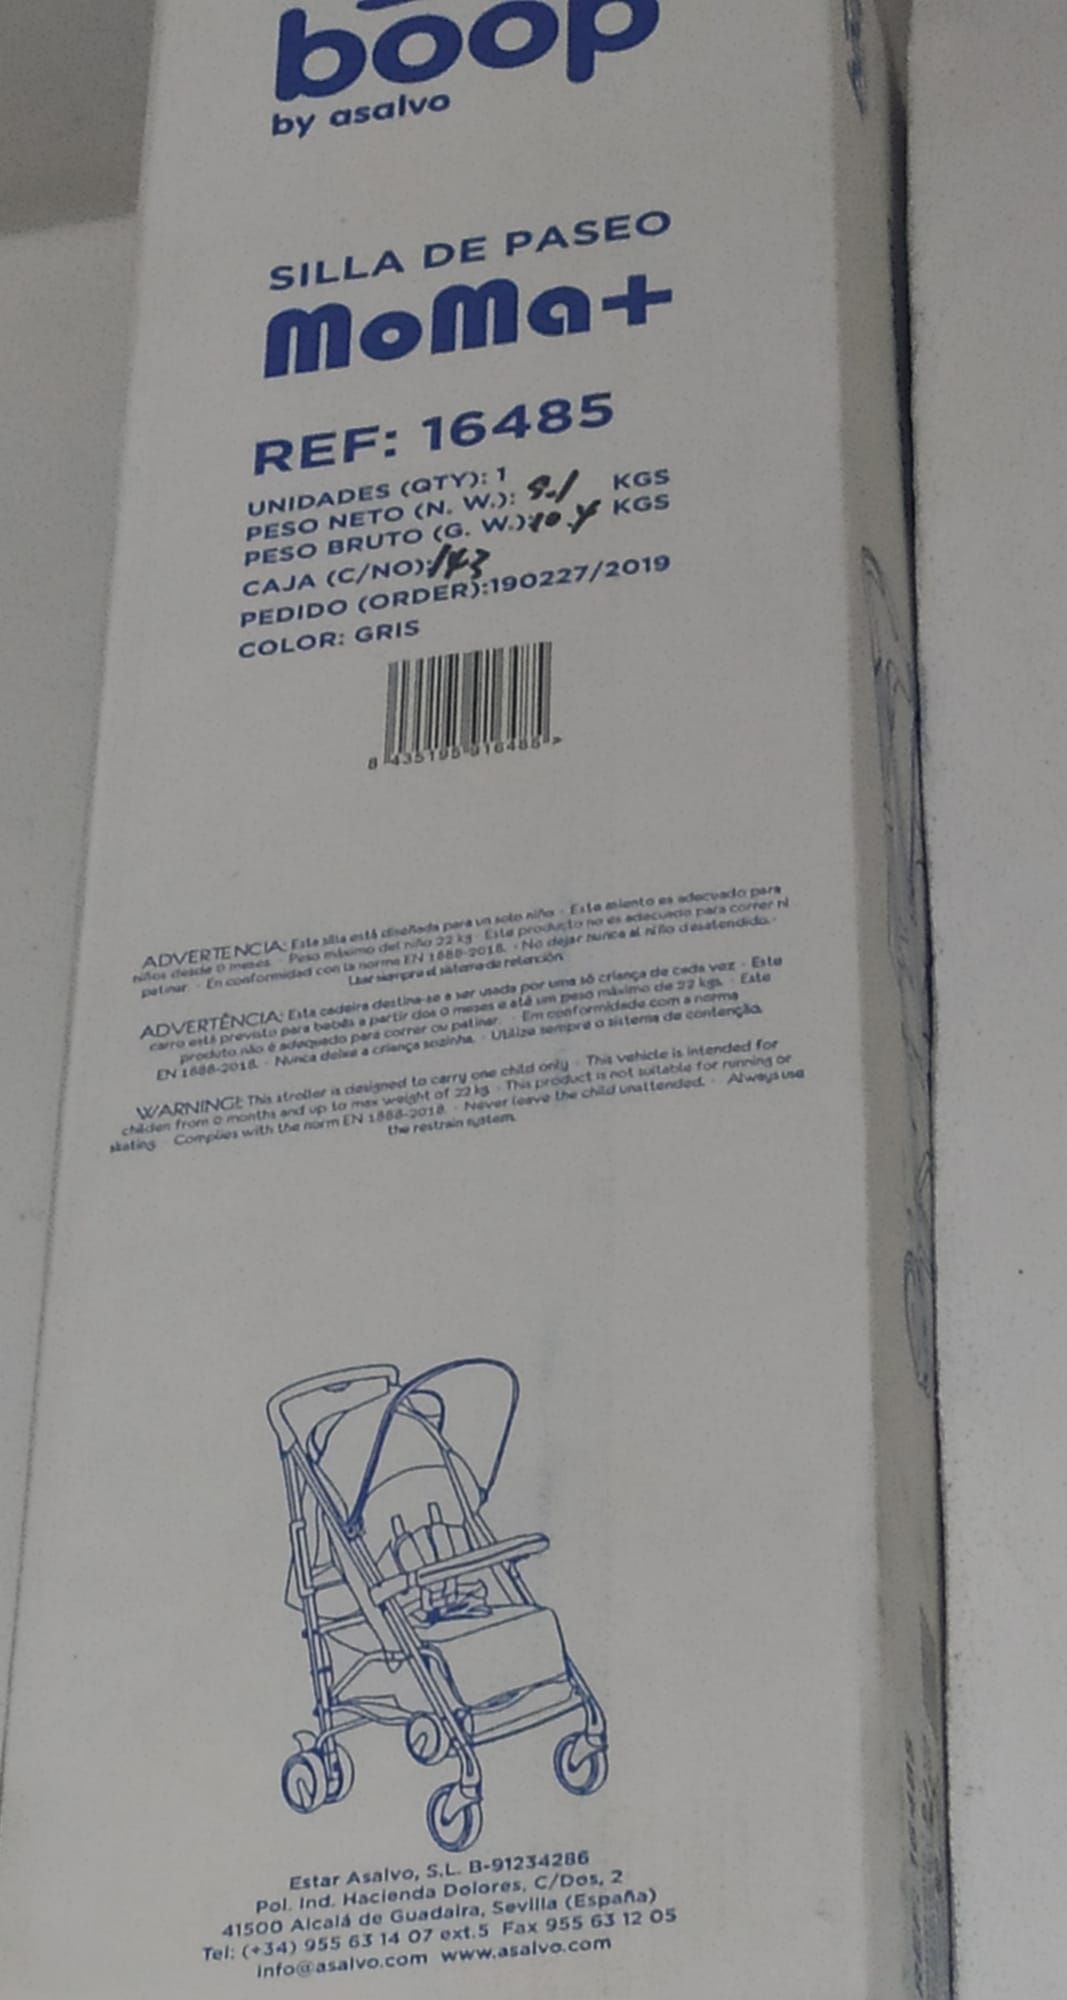 boop
by asalvo
SILLA DE PASEO
MoMa+
REF: 16485
UNIDADES (QTY): 1
PESO NETO (N. W.): 9.1 KGS
PESO BRUTO (G. W.): 10.4 KGS
CAJA (C/NO): 143
PEDIDO (ORDER):190227/2019
COLOR: GRIS
8 435195 916485 >
ADVERTENCIA: Esta silla está diseñada para un solo niño · Este asiento es adecuado para
niños desde 0 meses · Peso máximo del niño 22 kg · Este producto no es adecuado para correr ni
patinar · En conformidad con la norma EN 1888-2018. · No dejar nunca al niño desatendido. ·
Usar siempre el sistema de retención
ADVERTÊNCIA: Esta cadeira destina-se a ser usada por uma só criança de cada vez · Este
carro está previsto para bebês a partir dos 0 meses e até um peso máximo de 22 kgs. · Este
produto não é adequado para correr ou patinar. · Em conformidade com a norma
EN 1888-2018. · Nunca deixe a criança sozinha. · Utilize sempre o sistema de contenção.
WARNING!: This stroller is designed to carry one child only · This vehicle is intended for
childen from 0 months and up to max weight of 22 kg · This product is not suitable for running or
skating · Complies with the norm EN 1888-2018. · Never leave the child unattended. · Always use
the restrain system.
Estar Asalvo, S.L. B-91234286
Pol. Ind. Hacienda Dolores, C/Dos, 2
41500 Alcalá de Guadaira, Sevilla (España)
Tel: (+34) 955 63 14 07 ext.5 Fax 955 63 12 05
info@asalvo.com www.asalvo.com